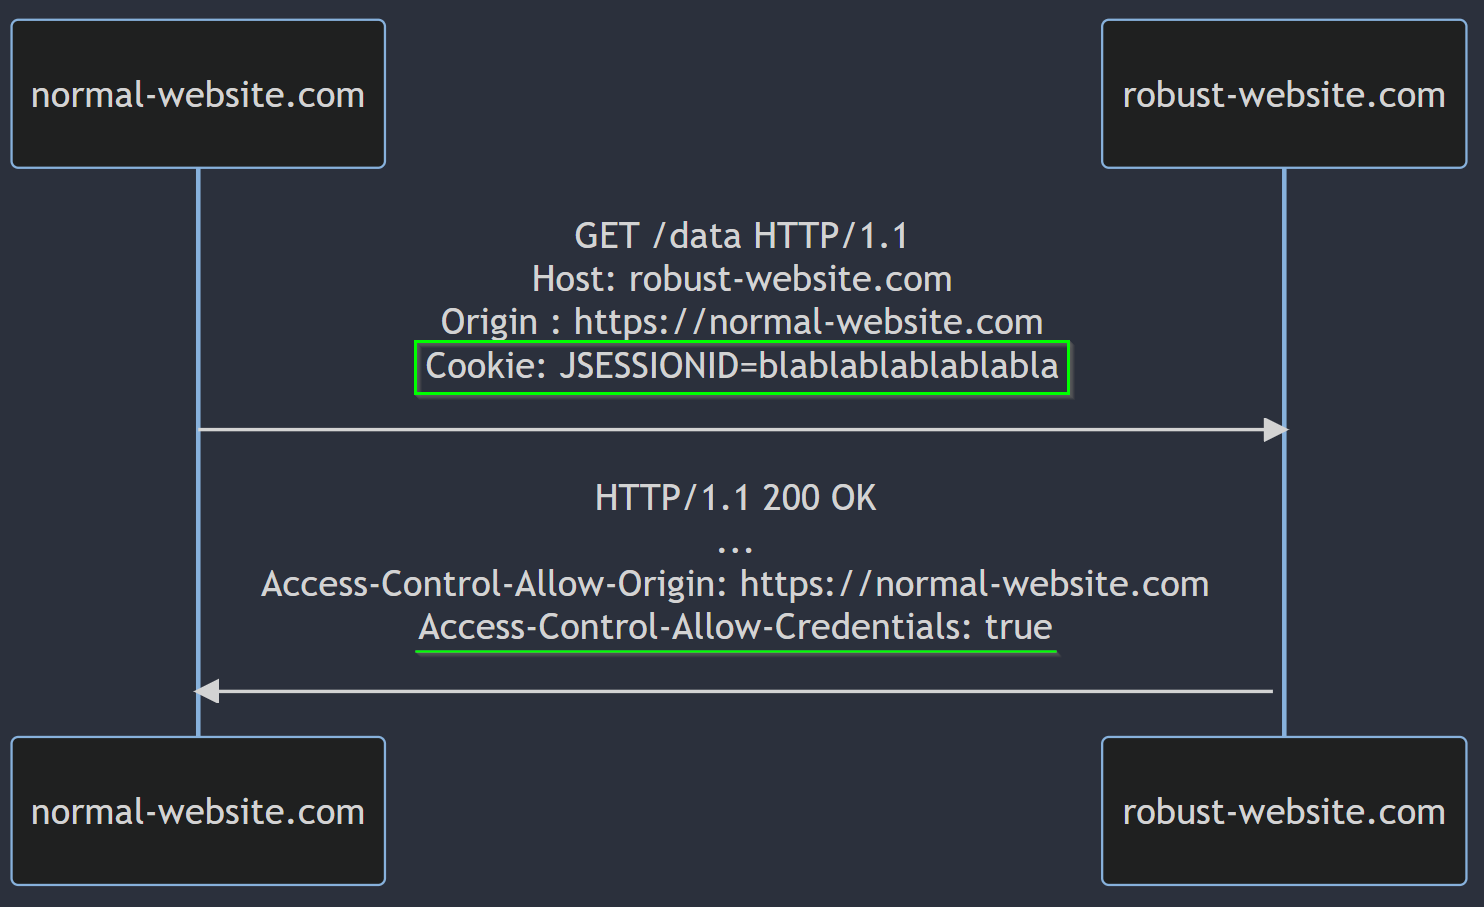 normal-website.com
robust-website.com
GET /data HTTP/1.1
Host: robust-website.com
Origin : https://normal-website.com
Cookie: JSESSIONID=blablablablablabla
HTTP/1.1 200 OK
...
Access-Control-Allow-Origin: https://normal-website.com
Access-Control-Allow-Credentials: true
normal-website.com
robust-website.com